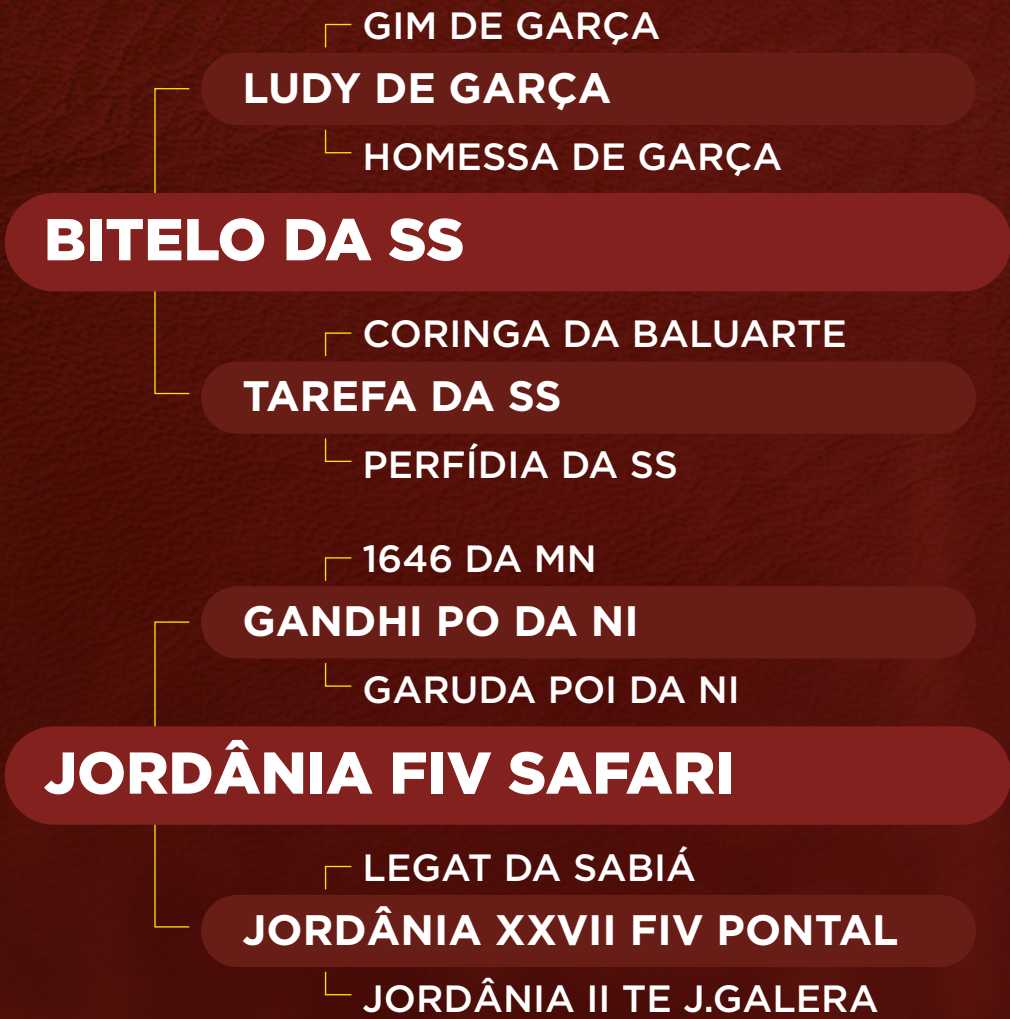 GIM DE GARÇA
LUDY DE GARÇA
HOMESSA DE GARÇA
BITELO DA SS
CORINGA DA BALUARTE
TAREFA DA SS
PERFÍDIA DA SS
1646 DA MN
GANDHI PO DA NI
GARUDA POI DA NI
JORDÂNIA FIV SAFARI
LEGAT DA SABIÁ
JORDÂNIA XXVII FIV PONTAL
JORDÂNIA II TE J.GALERA